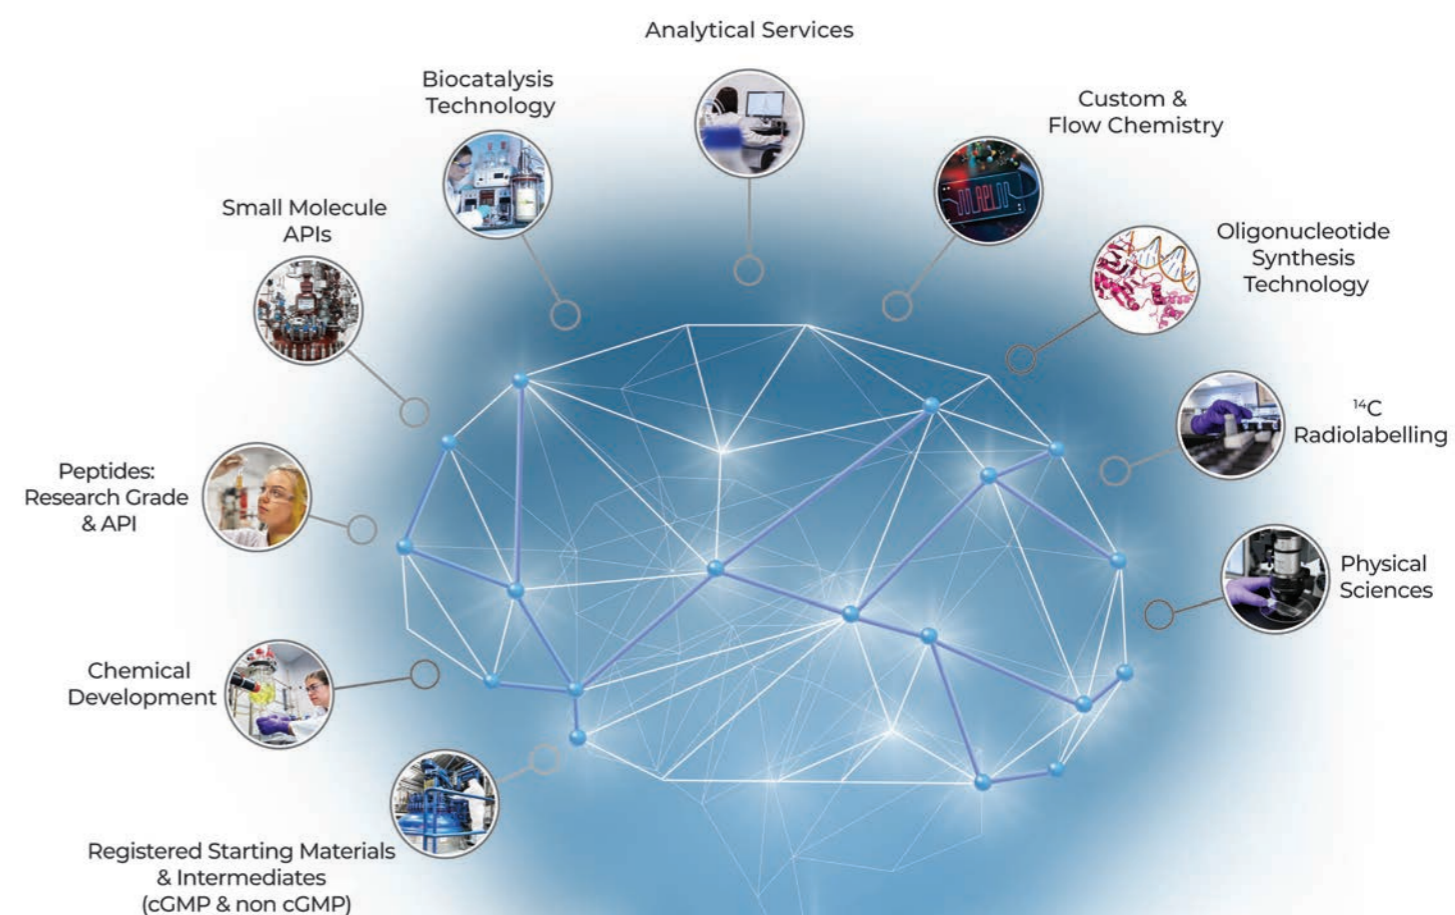 Analytical Services
Biocatalysis
Technology
Custom &
Flow Chemistry
Small Molecule
APIs
Oligonucleotide
Synthesis
Technology
¹⁴C
Radiolabelling
Peptides:
Research Grade
& API
Physical
Sciences
Chemical
Development
Registered Starting Materials
& Intermediates
(cGMP & non cGMP)